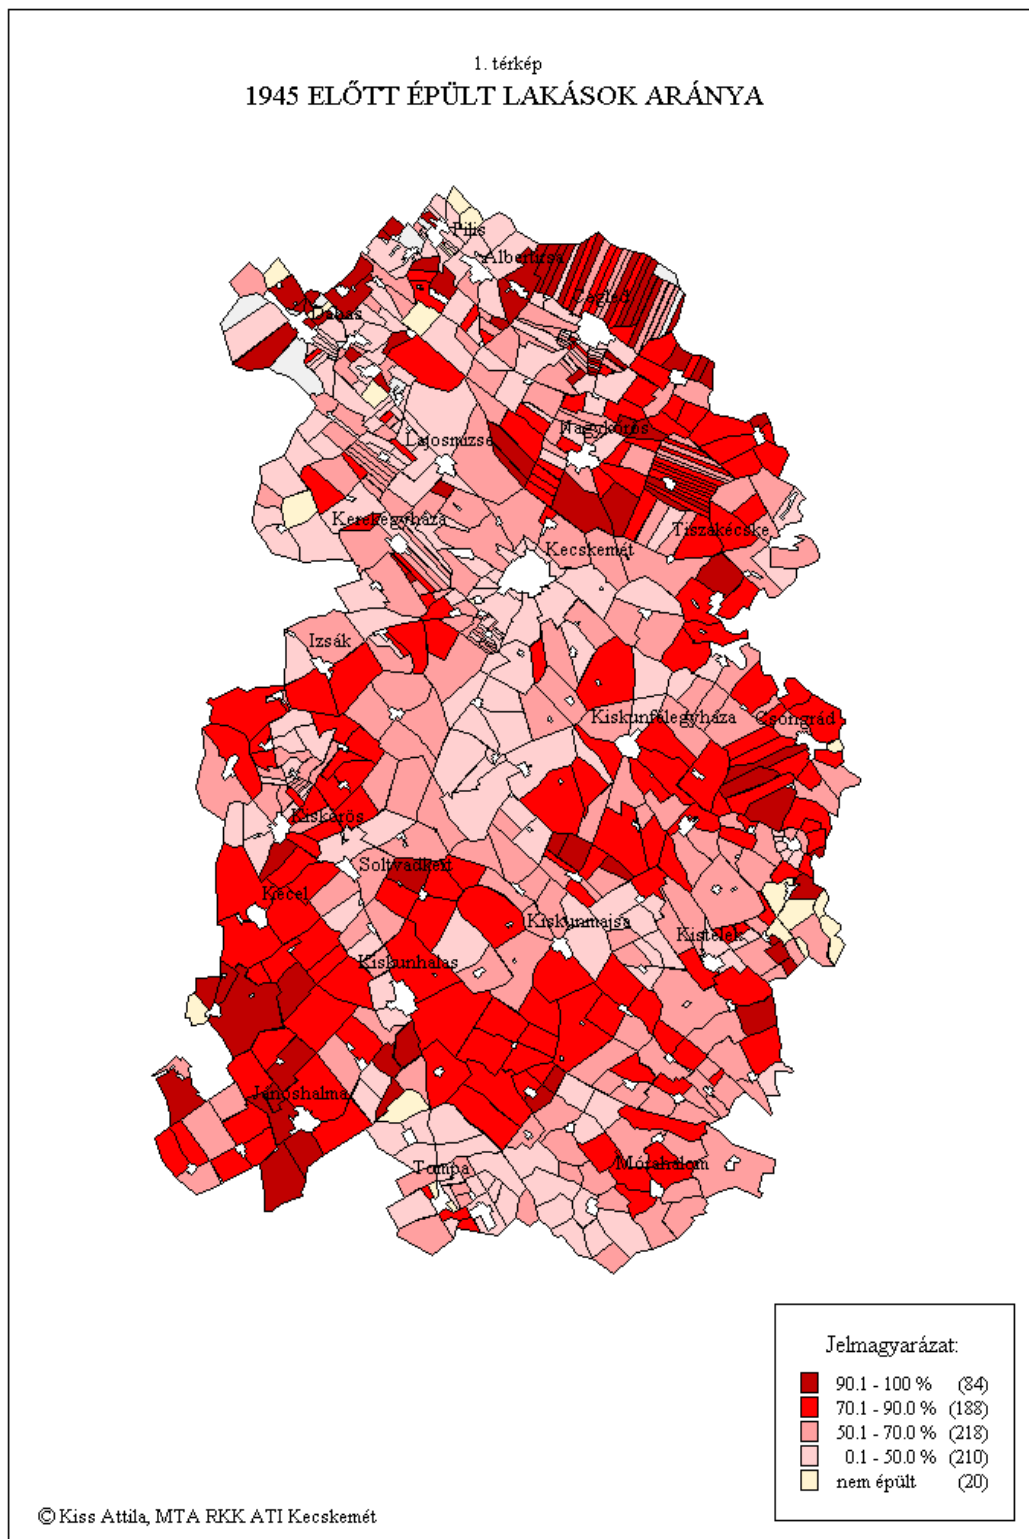 1. térkép
1945 ELŐTT ÉPÜLT LAKÁSOK ARÁNYA
Pilis
Albertirsa
Cegléd
Dabas
Nagykőrös
Lajosmizse
Kerekegyháza
Tiszakécske
Kecskemét
Izsák
Kiskunfélegyháza
Csongrád
Kiskőrös
Soltvadkert
Kecel
Kiskunmajsa
Kistelek
Kiskunhalas
Jánoshalma
Mórahalom
Tompa
Jelmagyarázat:
90.1 - 100 % (84)
70.1 - 90.0 % (188)
50.1 - 70.0 % (218)
0.1 - 50.0 % (210)
nem épült (20)
© Kiss Attila, MTA RKK ATI Kecskemét